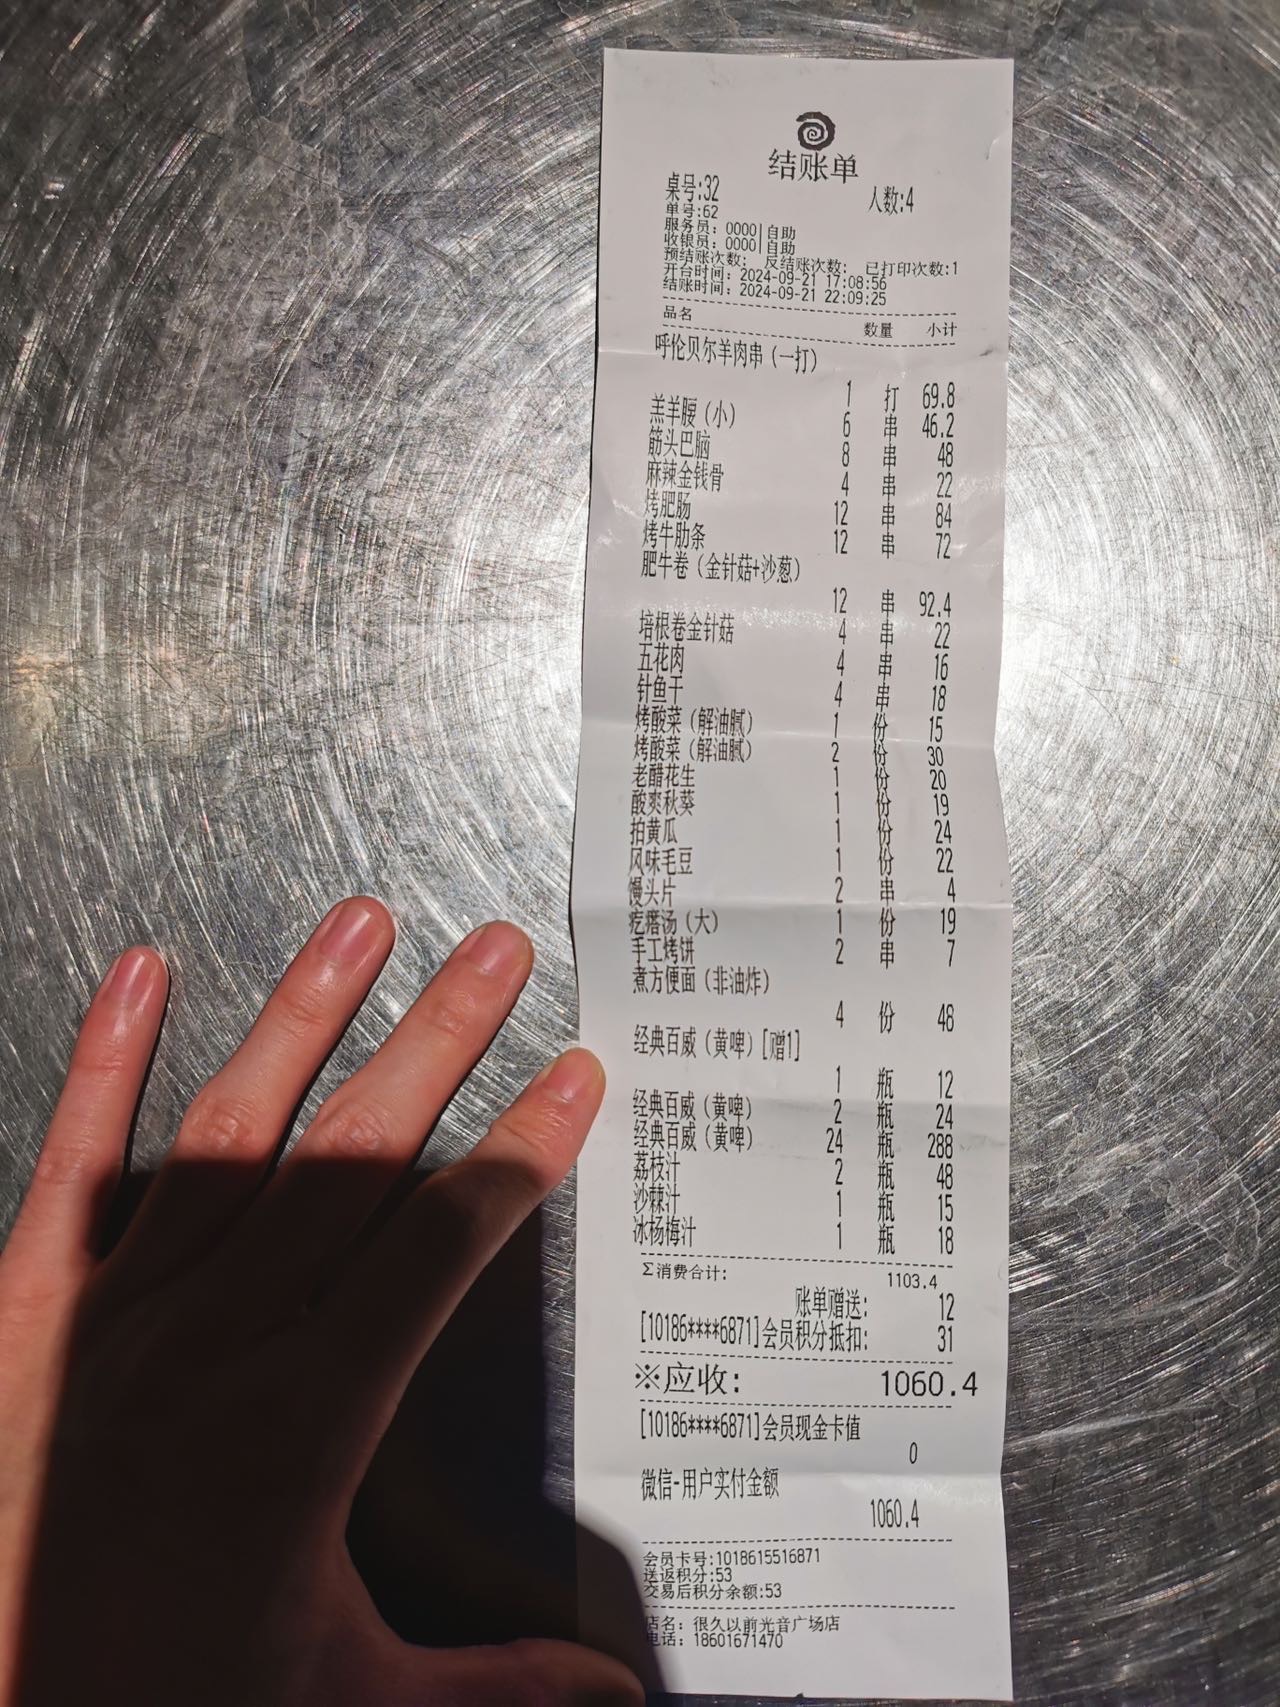 结账单
桌号:32 人数:4
单号:62
服务员: 0000|自助
收银员: 0000|自助
预结账次数: 反结账次数: 已打印次数:1
开台时间: 2024-09-21 17:08:56
结账时间: 2024-09-21 22:09:25
品名 数量 小计
呼伦贝尔羊肉串(一打)
1 打 69.8
羔羊腰(小) 6 串 46.2
筋头巴脑 8 串 48
麻辣金钱骨 4 串 22
烤肥肠 12 串 84
烤牛肋条 12 串 72
肥牛卷(金针菇+沙葱)
12 串 92.4
培根卷金针菇 4 串 22
五花肉 4 串 16
针鱼干 4 串 18
烤酸菜(解油腻) 1 份 15
烤酸菜(解油腻) 2 份 30
老醋花生 1 份 20
酸爽秋葵 1 份 19
拍黄瓜 1 份 24
风味毛豆 1 份 22
馒头片 2 串 4
疙瘩汤(大) 1 份 19
手工烤饼 2 串 7
煮方便面(非油炸)
4 份 48
经典百威(黄啤)[赠1]
1 瓶 12
经典百威(黄啤) 2 瓶 24
经典百威(黄啤) 24 瓶 288
荔枝汁 2 瓶 48
沙棘汁 1 瓶 15
冰杨梅汁 1 瓶 18
Σ消费合计: 1103.4
账单赠送: 12
[10186****6871]会员积分抵扣: 31
※应收: 1060.4
[10186****6871]会员现金卡值
0
微信-用户实付金额
1060.4
会员卡号:1018615516871
送返积分:53
交易后积分余额:53
店名: 很久以前光音广场店
电话: 18601671470